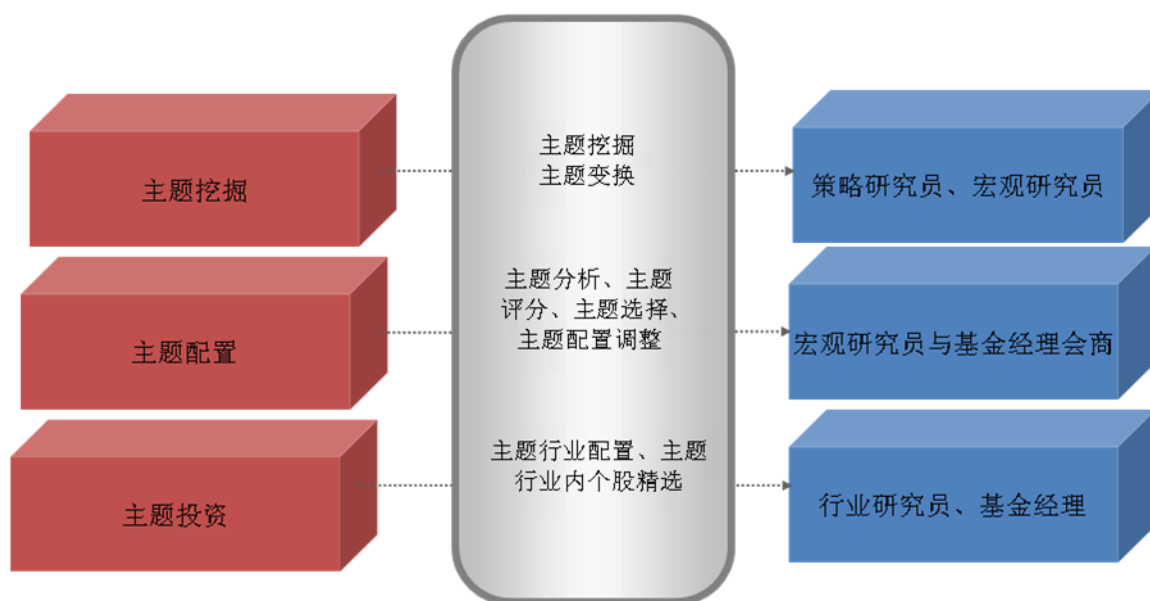 主题挖掘
主题挖掘
主题变换
策略研究员、宏观研究员
主题配置
主题分析、主题
评分、主题选择、
主题配置调整
宏观研究员与基金经理会商
主题投资
主题行业配置、主题
行业内个股精选
行业研究员、基金经理